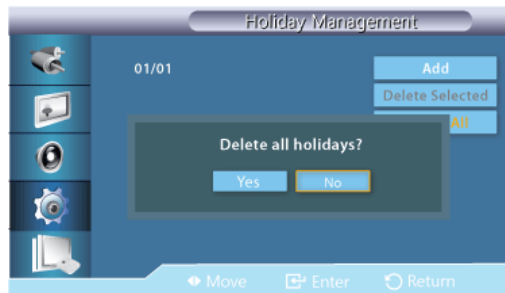 Holiday Management
01/01
Add
Delete Selected
All
Delete all holidays?
Yes No
Move Enter Return